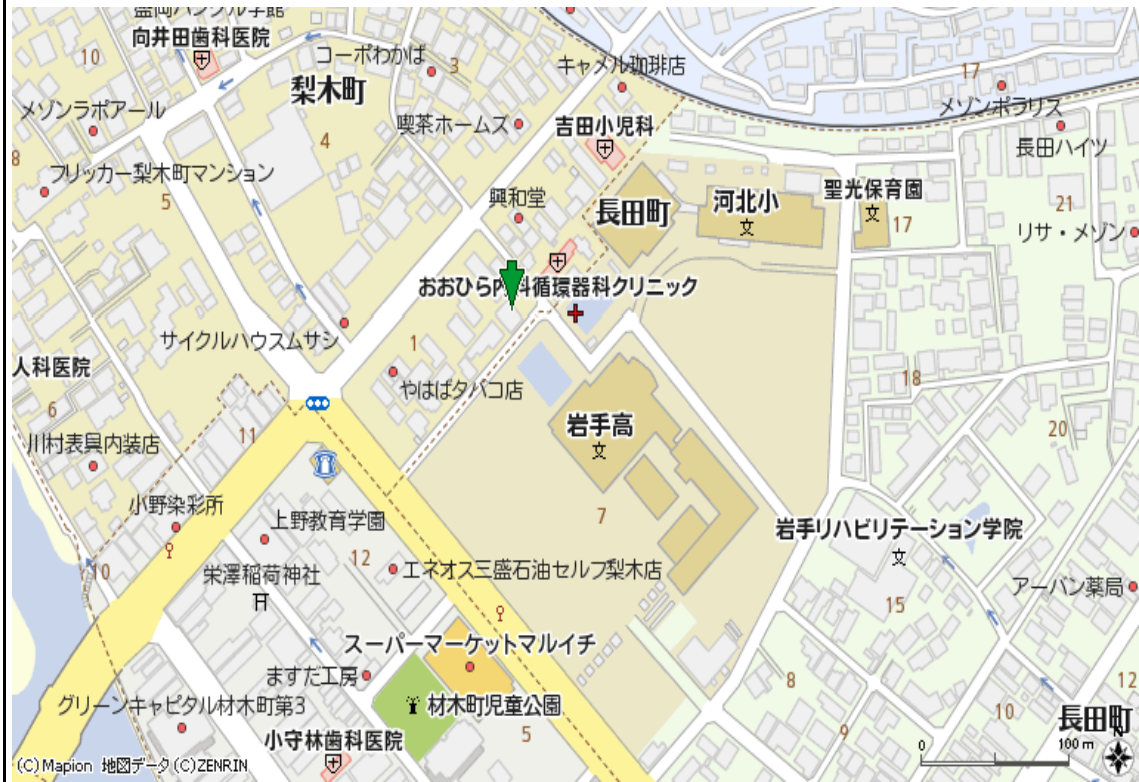 向井田歯科医院
コーポわかば
3
10
梨木町
キャメル珈琲店
17
メゾンラポアール
メゾンポラリス
喫茶ホームズ
吉田小児科
長田ハイツ
4
8
フリッカー梨木町マンション
5
興和堂
長田町
河北小
文
聖光保育園
文
17
21
リサ・メゾン
おおひら内科循環器科クリニック
サイクルハウスムサシ
1
人科医院
やはばタバコ店
18
6
11
岩手高
文
20
川村表具内装店
小野染彩所
上野教育学園
7
岩手リハビリテーション学院
文
12
エネオス三盛石油セルフ梨木店
10
栄澤稲荷神社
アーバン薬局
15
スーパーマーケットマルイチ
ますだ工房
8
12
グリーンキャピタル材木町第3
材木町児童公園
5
9
10
長田町
小守林歯科医院
0
100 m
N
(C)Mapion 地図データ(C)ZENRIN